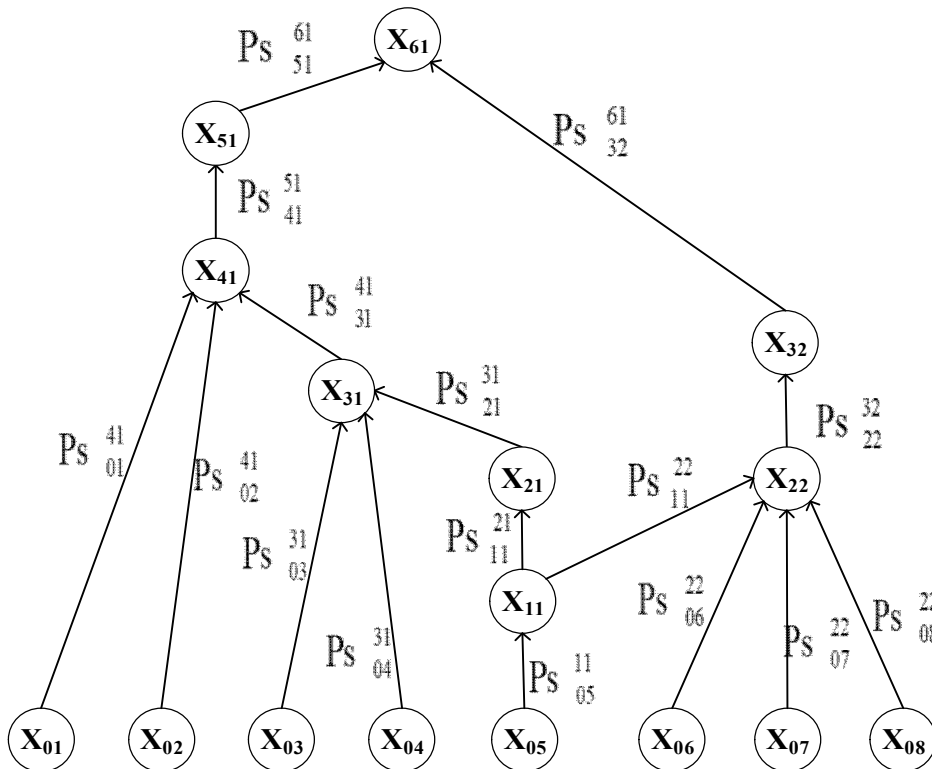 X61
Ps 61 51
X51
Ps 61 32
Ps 51 41
X41
Ps 41 31
X32
X31
Ps 31 21
Ps 32 22
Ps 41 01
Ps 41 02
X21
Ps 22 11
X22
Ps 31 03
Ps 21 11
X11
Ps 22 06
Ps 22 07
Ps 22 08
Ps 31 04
Ps 11 05
X01 X02 X03 X04 X05 X06 X07 X08